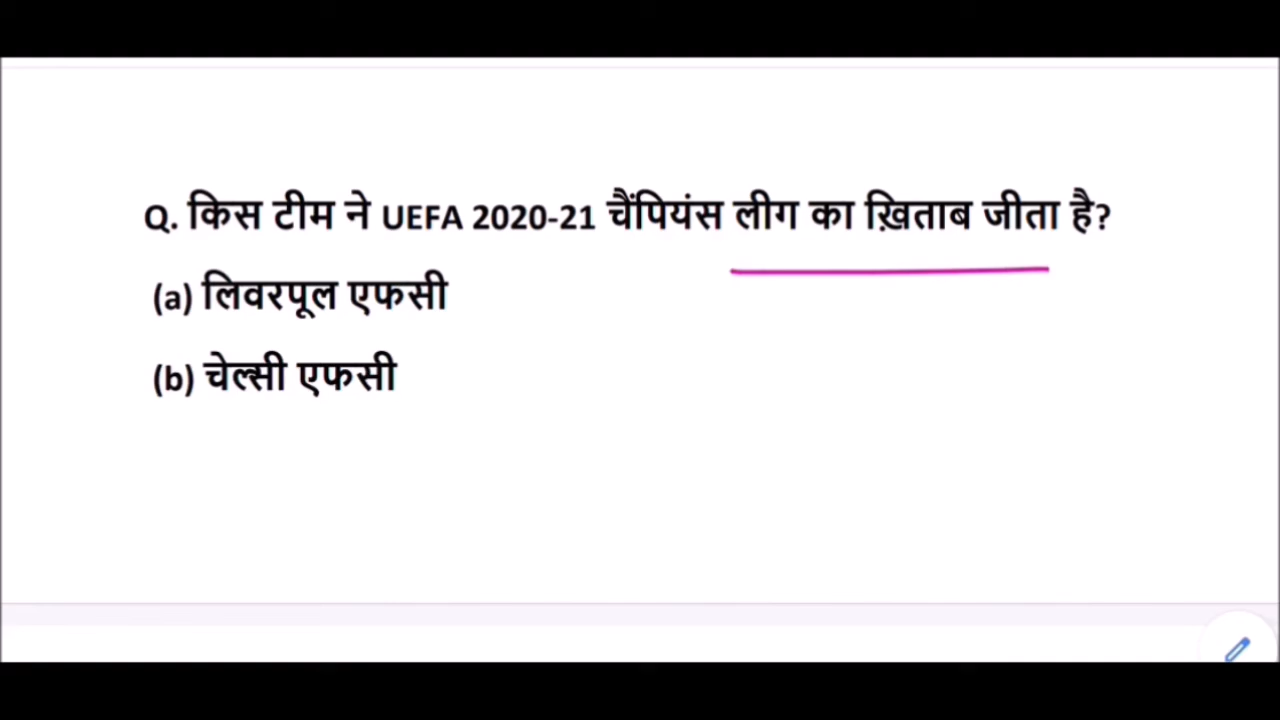 Q. किस टीम ने UEFA 2020-21 चैंपियंस लीग का ख़िताब जीता है?
(a) लिवरपूल एफसी
(b) चेल्सी एफसी